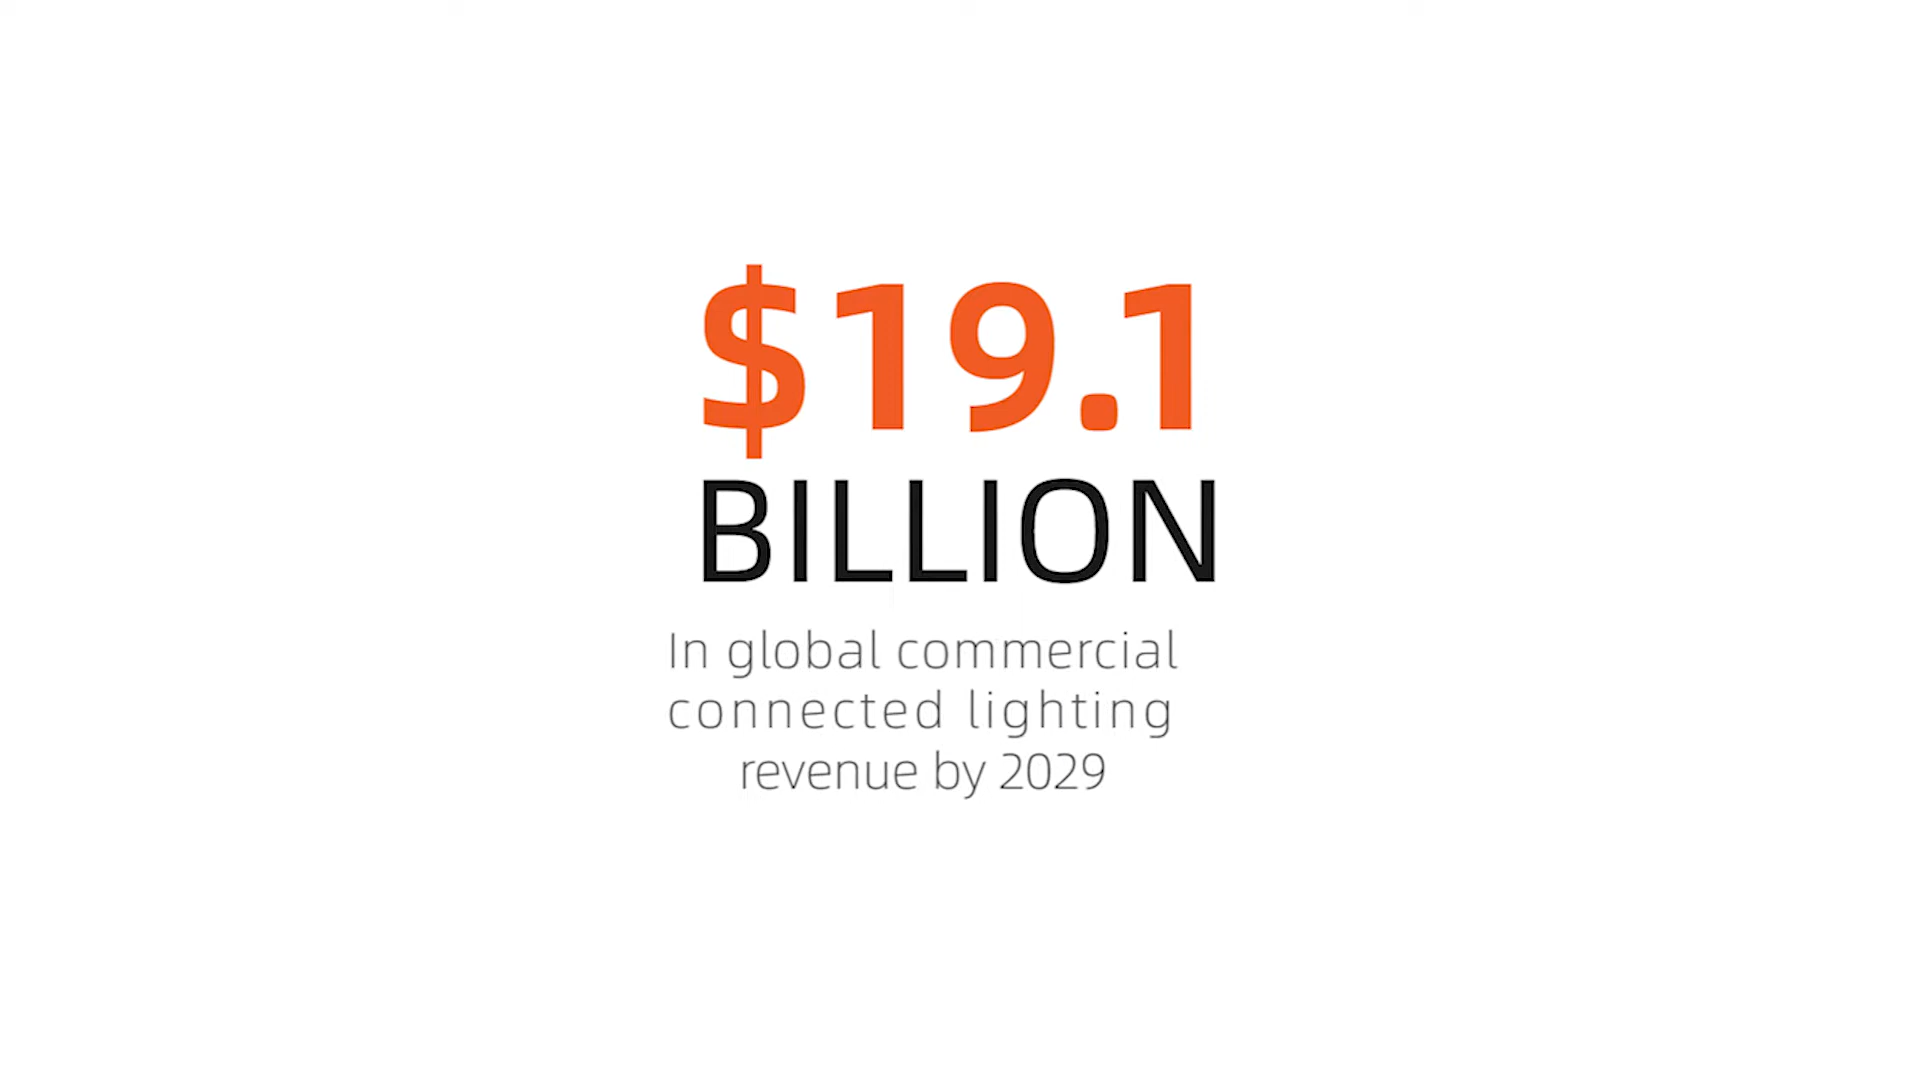 $19.1
BILLION
In global commercial
connected lighting
revenue by 2029